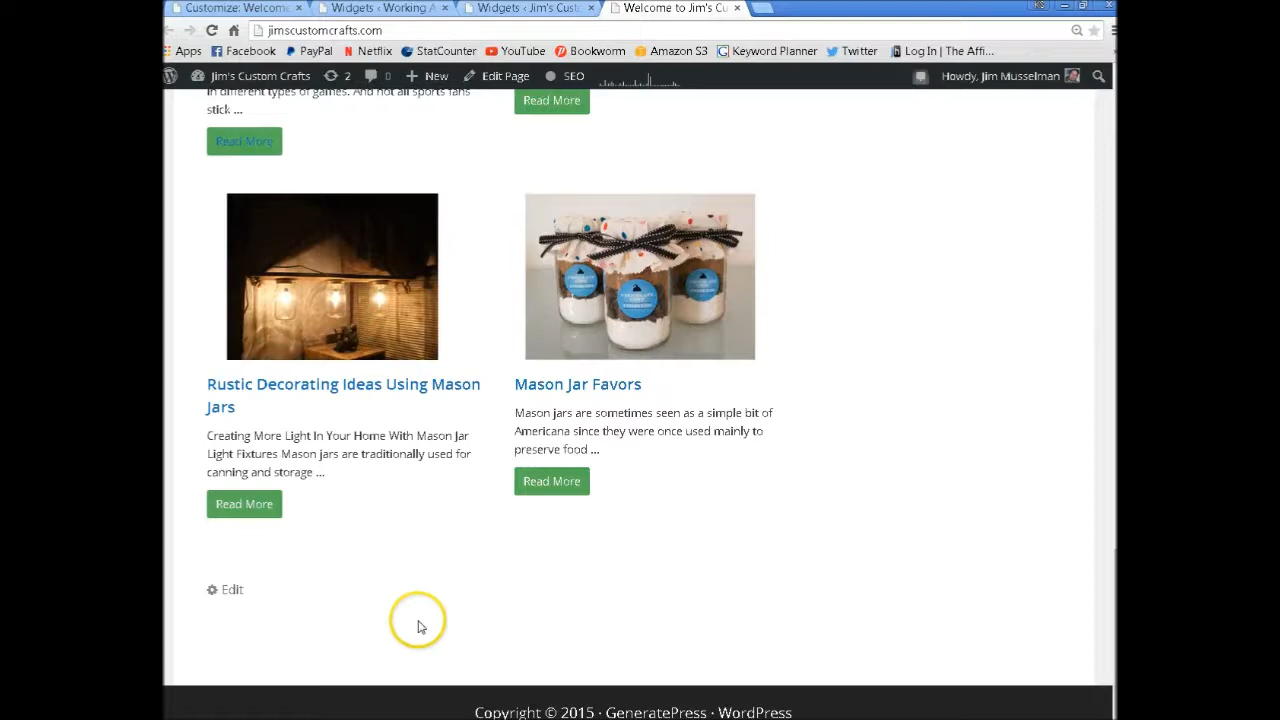 Customize: Welcome
Widgets ‹ Working A
Widgets ‹ Jim's Cust
Welcome to Jim's Cu
jimscustomcrafts.com
Apps
Facebook
PayPal
Netflix
StatCounter
YouTube
Bookworm
Amazon S3
Keyword Planner
Twitter
Log In | The Affi...
Jim's Custom Crafts
2
0
New
Edit Page
SEO
Howdy, Jim Musselman
in different types of games. And not all sports fans
stick ...
Read More
Read More
Rustic Decorating Ideas Using Mason
Jars
Creating More Light In Your Home With Mason Jar
Light Fixtures Mason jars are traditionally used for
canning and storage ...
Read More
Mason Jar Favors
Mason jars are sometimes seen as a simple bit of
Americana since they were once used mainly to
preserve food ...
Read More
Edit
Copyright © 2015 · GeneratePress · WordPress